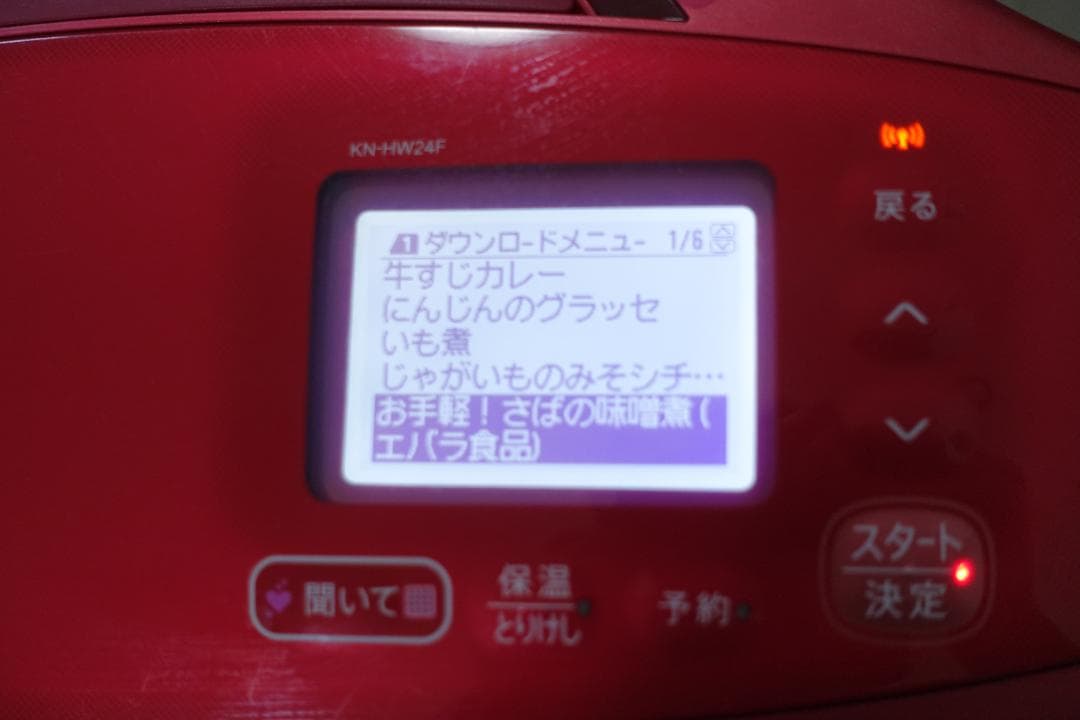 KN-HW24F
戻る
1 ダウンロードメニュー 1/6
牛すじカレー
にんじんのグラッセ
いも煮
じゃがいものみそシチ…
お手軽！さばの味噌煮(
エバラ食品)
聞いて
保温
とりけし
予約
スタート
決定